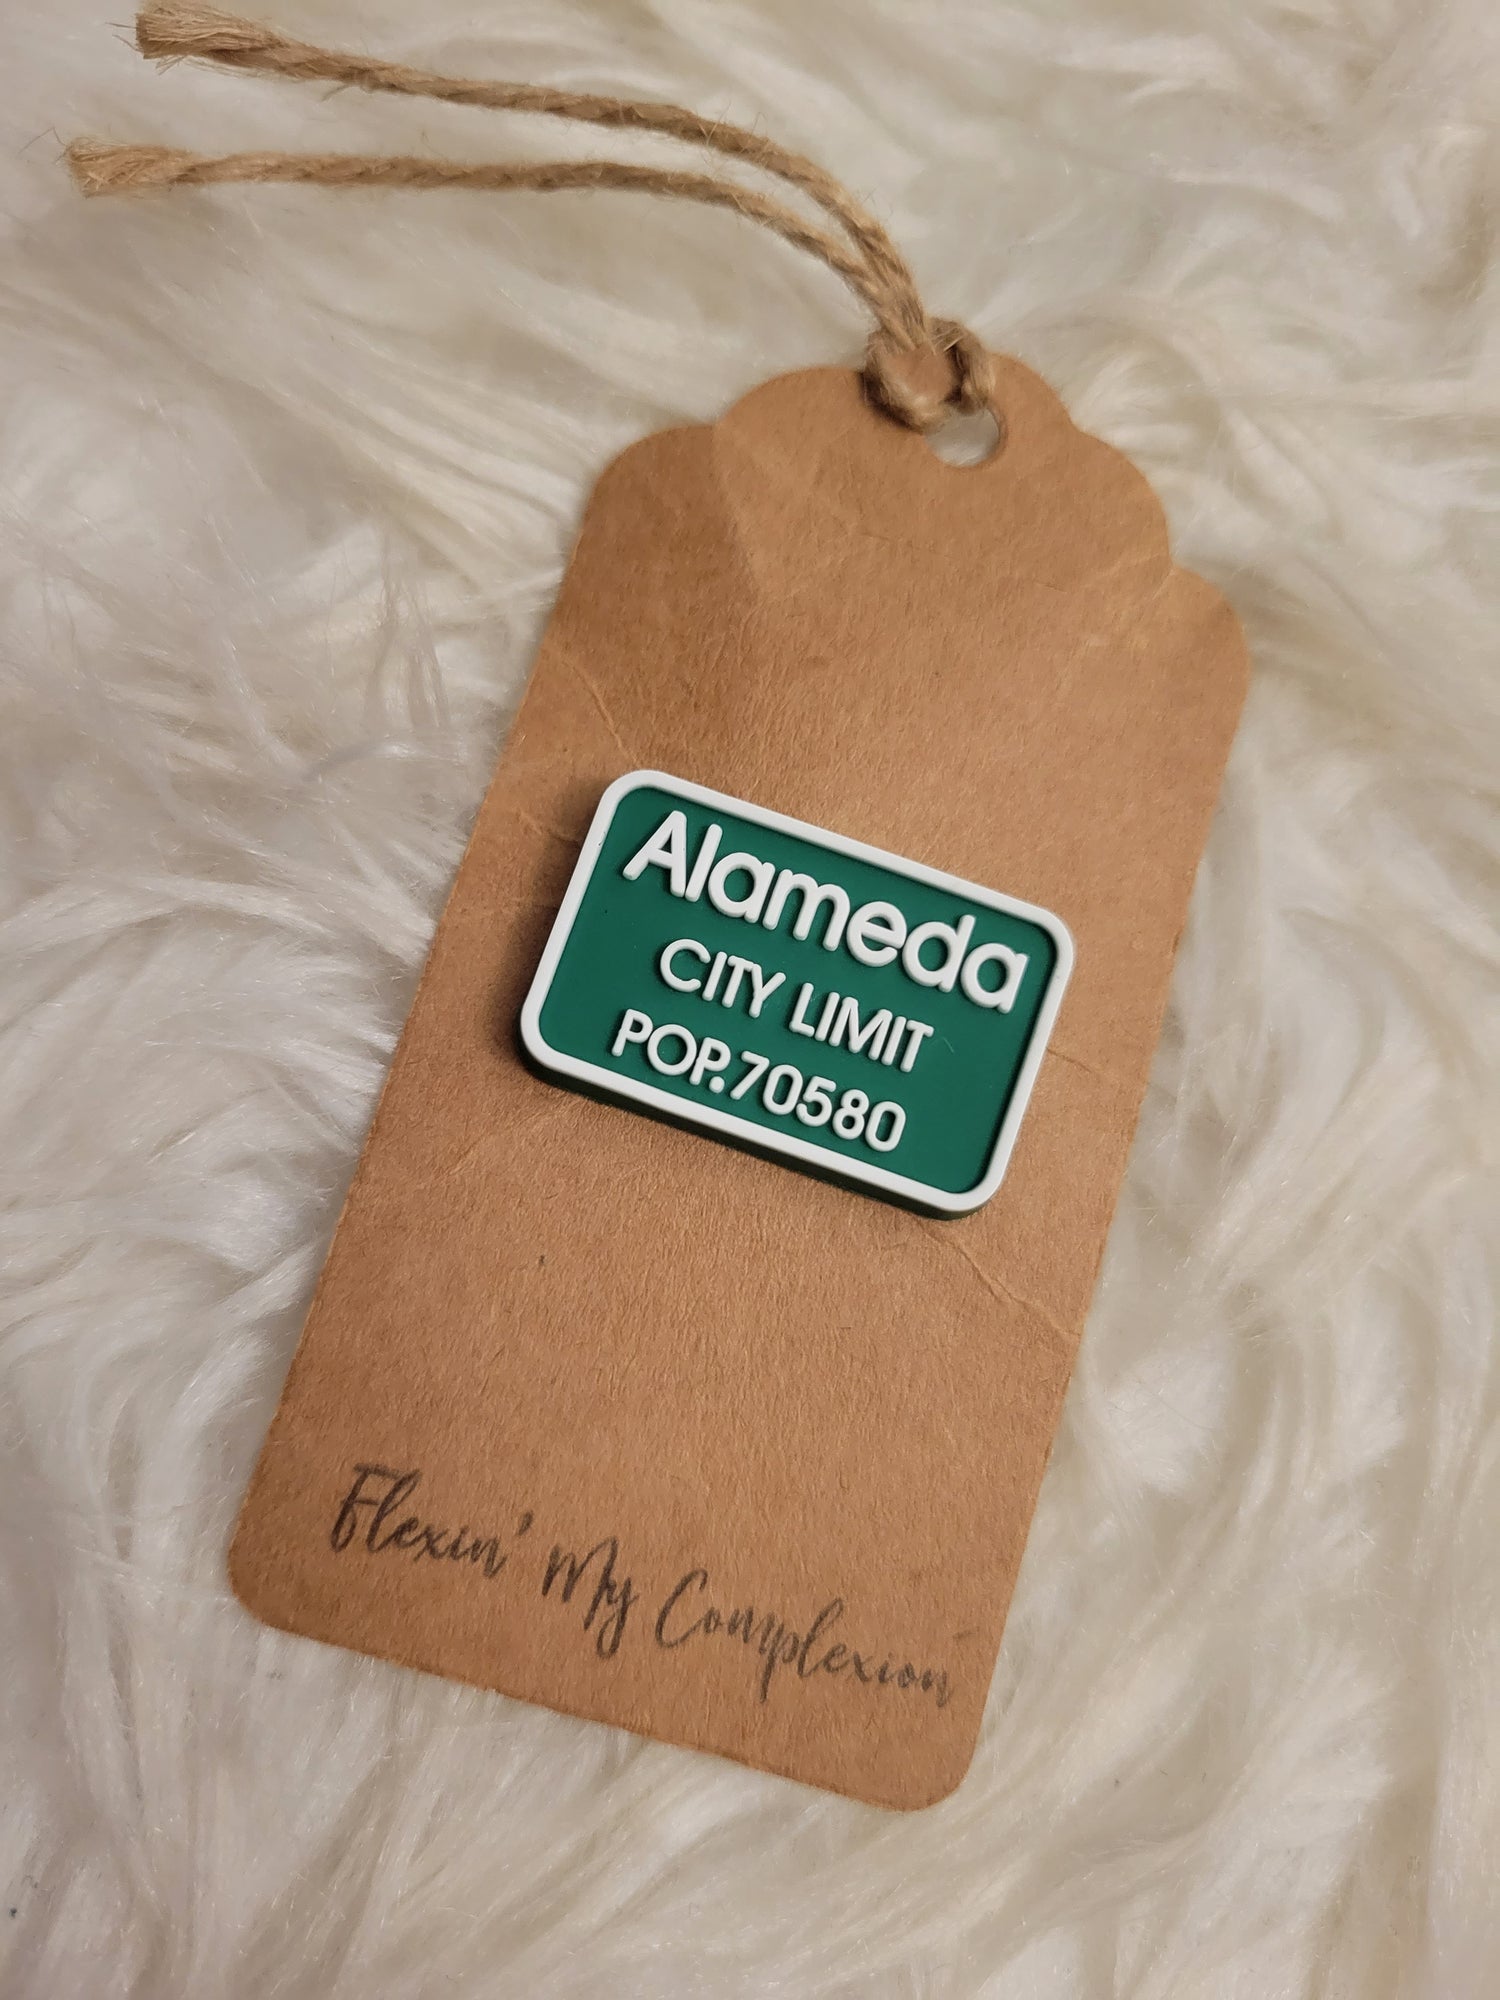 Alameda
CITY LIMIT
POP.70580
Flexin' My Complexion